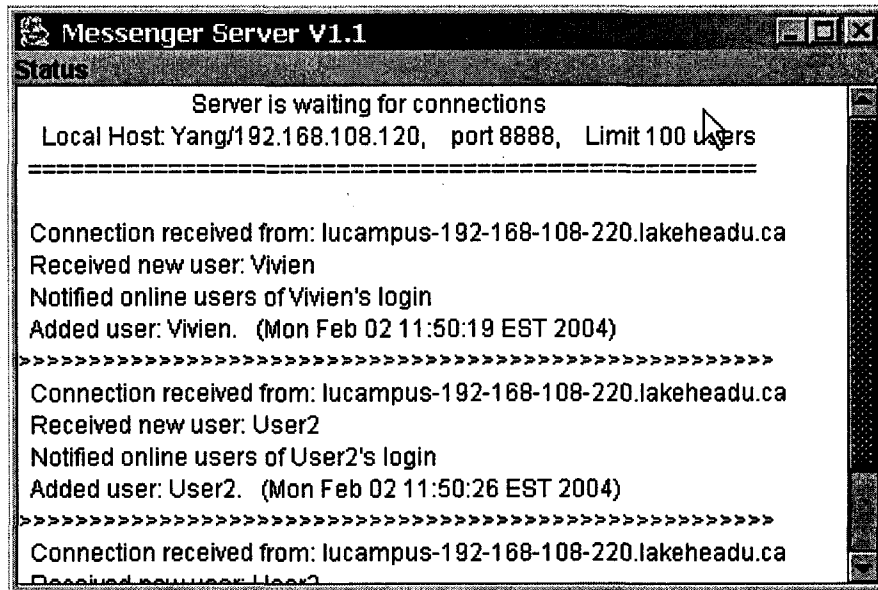 Messenger Server V1.1
Status
Server is waiting for connections
Local Host: Yang/192.168.108.120, port 8888, Limit 100 users
=======================================================
Connection received from: lucampus-192-168-108-220.lakeheadu.ca
Received new user: Vivien
Notified online users of Vivien's login
Added user: Vivien. (Mon Feb 02 11:50:19 EST 2004)
>>>>>>>>>>>>>>>>>>>>>>>>>>>>>>>>>>>>>>>>>>>>>>>>>>>>>>>
Connection received from: lucampus-192-168-108-220.lakeheadu.ca
Received new user: User2
Notified online users of User2's login
Added user: User2. (Mon Feb 02 11:50:26 EST 2004)
>>>>>>>>>>>>>>>>>>>>>>>>>>>>>>>>>>>>>>>>>>>>>>>>>>>>>>>
Connection received from: lucampus-192-168-108-220.lakeheadu.ca
Received new user: